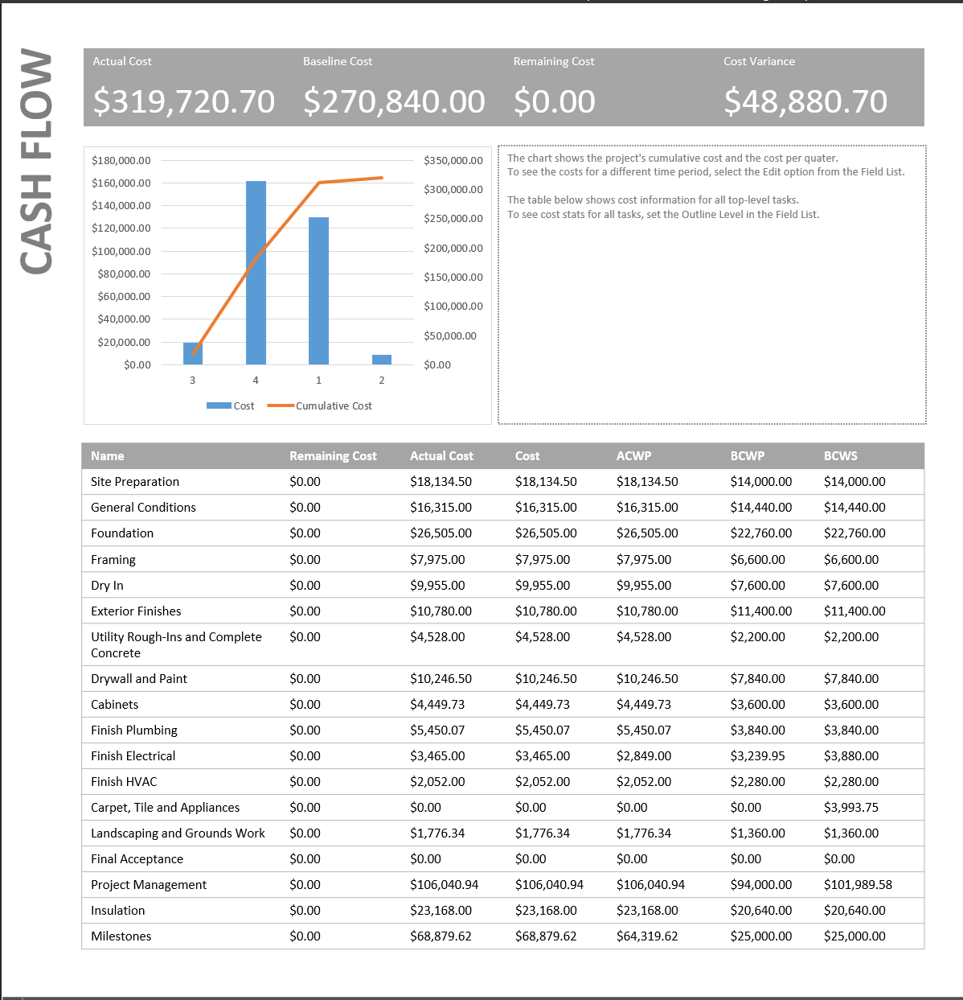 CASH FLOW
Actual Cost Baseline Cost Remaining Cost Cost Variance
$319,720.70 $270,840.00 $0.00 $48,880.70
$180,000.00
$160,000.00
$140,000.00
$120,000.00
$100,000.00
$80,000.00
$60,000.00
$40,000.00
$20,000.00
$0.00
$350,000.00
$300,000.00
$250,000.00
$200,000.00
$150,000.00
$100,000.00
$50,000.00
$0.00
3 4 1 2
Cost Cumulative Cost
The chart shows the project's cumulative cost and the cost per quater.
To see the costs for a different time period, select the Edit option from the Field List.
The table below shows cost information for all top-level tasks.
To see cost stats for all tasks, set the Outline Level in the Field List.
Name Remaining Cost Actual Cost Cost ACWP BCWP BCWS
Site Preparation $0.00 $18,134.50 $18,134.50 $18,134.50 $14,000.00 $14,000.00
General Conditions $0.00 $16,315.00 $16,315.00 $16,315.00 $14,440.00 $14,440.00
Foundation $0.00 $26,505.00 $26,505.00 $26,505.00 $22,760.00 $22,760.00
Framing $0.00 $7,975.00 $7,975.00 $7,975.00 $6,600.00 $6,600.00
Dry In $0.00 $9,955.00 $9,955.00 $9,955.00 $7,600.00 $7,600.00
Exterior Finishes $0.00 $10,780.00 $10,780.00 $10,780.00 $11,400.00 $11,400.00
Utility Rough-Ins and Complete $0.00 $4,528.00 $4,528.00 $4,528.00 $2,200.00 $2,200.00
Concrete
Drywall and Paint $0.00 $10,246.50 $10,246.50 $10,246.50 $7,840.00 $7,840.00
Cabinets $0.00 $4,449.73 $4,449.73 $4,449.73 $3,600.00 $3,600.00
Finish Plumbing $0.00 $5,450.07 $5,450.07 $5,450.07 $3,840.00 $3,840.00
Finish Electrical $0.00 $3,465.00 $3,465.00 $2,849.00 $3,239.95 $3,880.00
Finish HVAC $0.00 $2,052.00 $2,052.00 $2,052.00 $2,280.00 $2,280.00
Carpet, Tile and Appliances $0.00 $0.00 $0.00 $0.00 $0.00 $3,993.75
Landscaping and Grounds Work $0.00 $1,776.34 $1,776.34 $1,776.34 $1,360.00 $1,360.00
Final Acceptance $0.00 $0.00 $0.00 $0.00 $0.00 $0.00
Project Management $0.00 $106,040.94 $106,040.94 $106,040.94 $94,000.00 $101,989.58
Insulation $0.00 $23,168.00 $23,168.00 $23,168.00 $20,640.00 $20,640.00
Milestones $0.00 $68,879.62 $68,879.62 $64,319.62 $25,000.00 $25,000.00